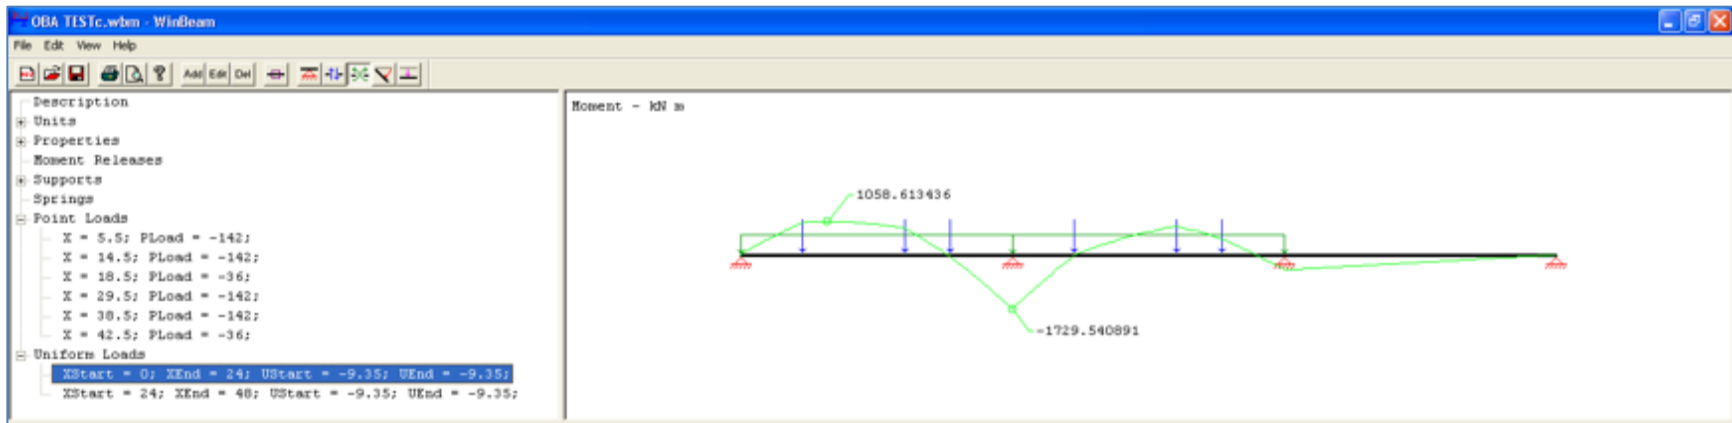 OBA TESTc.wbm - WinBeam
File Edit View Help
Add Edit Del
Description
Units
Properties
Moment Releases
Supports
Springs
Point Loads
X = 5.5; PLoad = -142;
X = 14.5; PLoad = -142;
X = 18.5; PLoad = -36;
X = 29.5; PLoad = -142;
X = 38.5; PLoad = -142;
X = 42.5; PLoad = -36;
Uniform Loads
XStart = 0; XEnd = 24; UStart = -9.35; UEnd = -9.35;
XStart = 24; XEnd = 48; UStart = -9.35; UEnd = -9.35;
Moment - kN m
1058.613436
-1729.540891